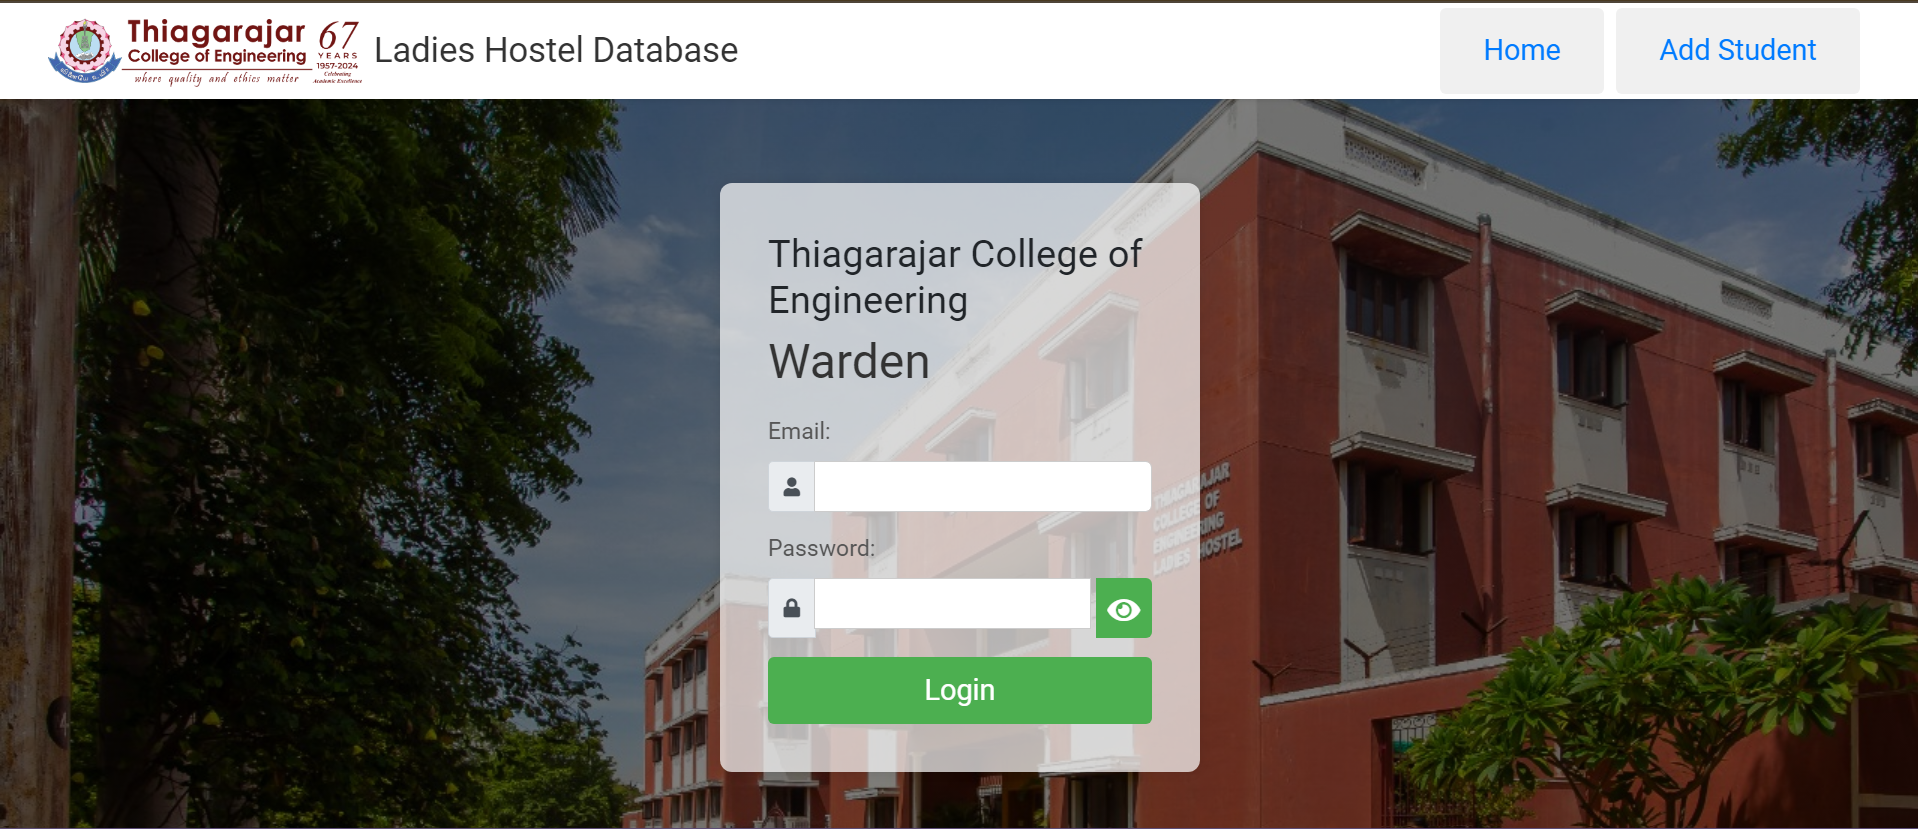 Thiagarajar
College of Engineering
where quality and ethics matter
67
YEARS
1957-2024
Celebrating
Academic Excellence
Ladies Hostel Database
Home
Add Student
Thiagarajar College of
Engineering
Warden
Email:
Password:
Login
THIAGARAJAR
COLLEGE OF
ENGINEERING
LADIES HOSTEL